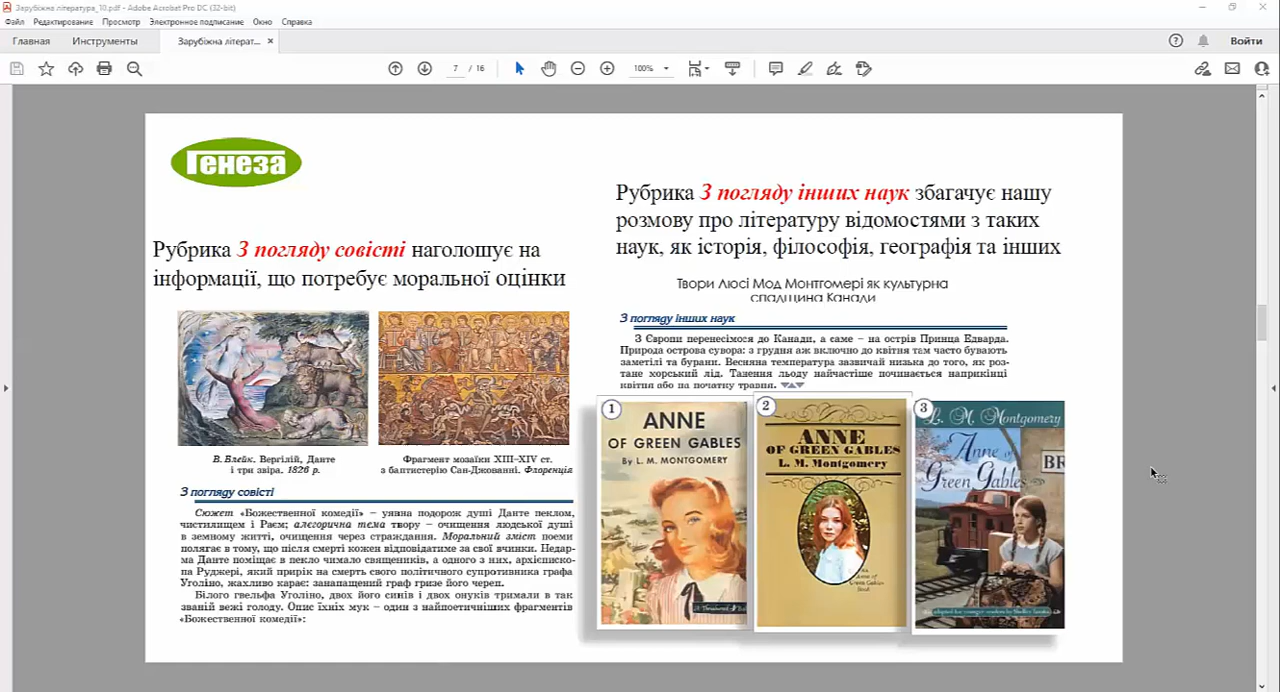 Зарубіжна література_10.pdf - Adobe Acrobat Pro DC (32-bit)
Файл Редактирование Просмотр Электронное подписание Окно Справка
Главная Инструменты Зарубіжна літерат... × Войти
7 / 16 100%
Генеза
Рубрика З погляду совісті наголошує на
інформації, що потребує моральної оцінки
В. Блейк. Вергілій, Данте
і три звіра. 1826 р.
Фрагмент мозаїки XIII–XIV ст.
з баптистерію Сан-Джованні. Флоренція
З погляду совісті
Сюжет «Божественної комедії» – уявна подорож душі Данте пеклом,
чистилищем і Раєм; алегорична тема твору – очищення людської душі
в земному житті, очищення через страждання. Моральний зміст поеми
полягає в тому, що після смерті кожен відповідатиме за свої вчинки. Недар-
ма Данте поміщає в пекло чимало священиків, а одного з них, архієписко-
па Руджері, який прирік на смерть свого політичного супротивника графа
Уголіно, жахливо карає: занапащений граф гризе його череп.
Білого гвельфа Уголіно, двох його синів і двох онуків тримали в так
званій вежі голоду. Опис їхніх мук – один з найпоетичніших фрагментів
«Божественної комедії»:
Рубрика З погляду інших наук збагачує нашу
розмову про літературу відомостями з таких
наук, як історія, філософія, географія та інших
Твори Люсі Мод Монтгомері як культурна
спадщина Канади
З погляду інших наук
З Європи перенесімося до Канади, а саме – на острів Принца Едварда.
Природа острова сувора: з грудня аж включно до квітня там часто бувають
заметілі та бурани. Весняна температура зазвичай низька до того, як роз-
тане морський лід. Танення льоду найчастіше починається наприкінці
квітня або на початку травня.
1
ANNE
OF GREEN GABLES
By L. M. MONTGOMERY
2
ANNE
OF GREEN GABLES
L. M. Montgomery
Green Gables
Book
3
L. M. Montgomery
Anne of
Green Gables
BR
adapted for younger readers by